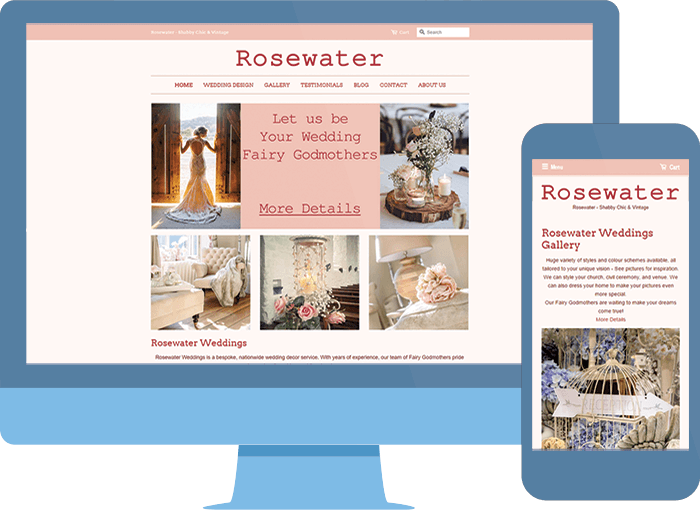 Rosewater - Shabby Chic & Vintage
Cart
Search
Rosewater
HOME WEDDING DESIGN GALLERY TESTIMONIALS BLOG CONTACT ABOUT US
Let us be
Your Wedding
Fairy Godmothers
More Details
Rosewater Weddings
Rosewater Weddings is a bespoke, nationwide wedding decor service. With years of experience, our team of Fairy Godmothers pride
Menu
Cart
Rosewater
Rosewater - Shabby Chic & Vintage
Rosewater Weddings
Gallery
Huge variety of styles and colour schemes available, all
tailored to your unique vision - See pictures for inspiration.
We can style your church, civil ceremony, and venue. We
can also dress your home to make your pictures even
more special.
Our Fairy Godmothers are waiting to make your dreams
come true!
More Details